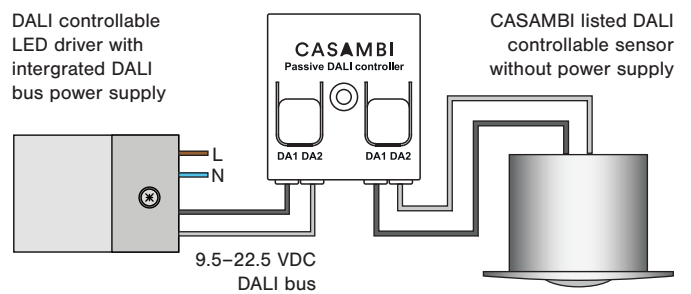 DALI controllable
LED driver with
intergrated DALI
bus power supply
CASAMBI
Passive DALI controller
DA1 DA2
DA1 DA2
CASAMBI listed DALI
controllable sensor
without power supply
L
N
9.5–22.5 VDC
DALI bus